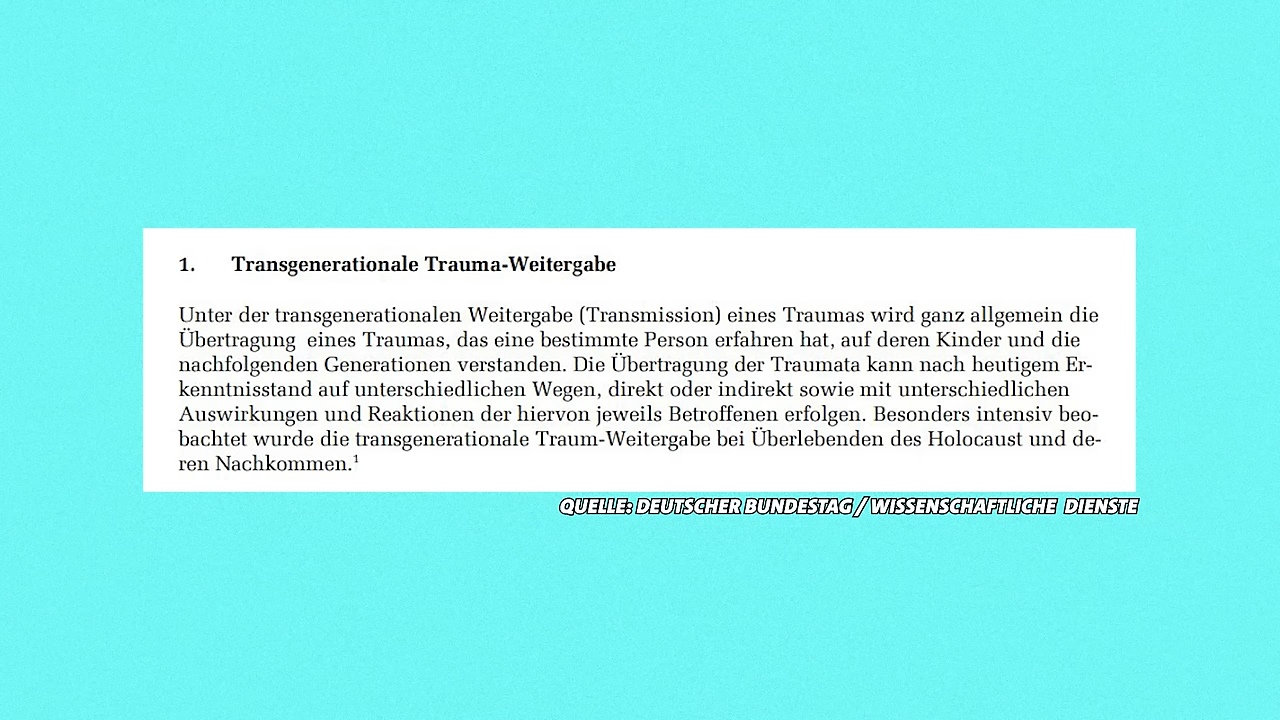 1. Transgenerationale Trauma-Weitergabe
Unter der transgenerationalen Weitergabe (Transmission) eines Traumas wird ganz allgemein die
Übertragung eines Traumas, das eine bestimmte Person erfahren hat, auf deren Kinder und die
nachfolgenden Generationen verstanden. Die Übertragung der Traumata kann nach heutigem Er-
kenntnisstand auf unterschiedlichen Wegen, direkt oder indirekt sowie mit unterschiedlichen
Auswirkungen und Reaktionen der hiervon jeweils Betroffenen erfolgen. Besonders intensiv beo-
bachtet wurde die transgenerationale Traum-Weitergabe bei Überlebenden des Holocaust und de-
ren Nachkommen.¹
QUELLE: DEUTSCHER BUNDESTAG / WISSENSCHAFTLICHE DIENSTE